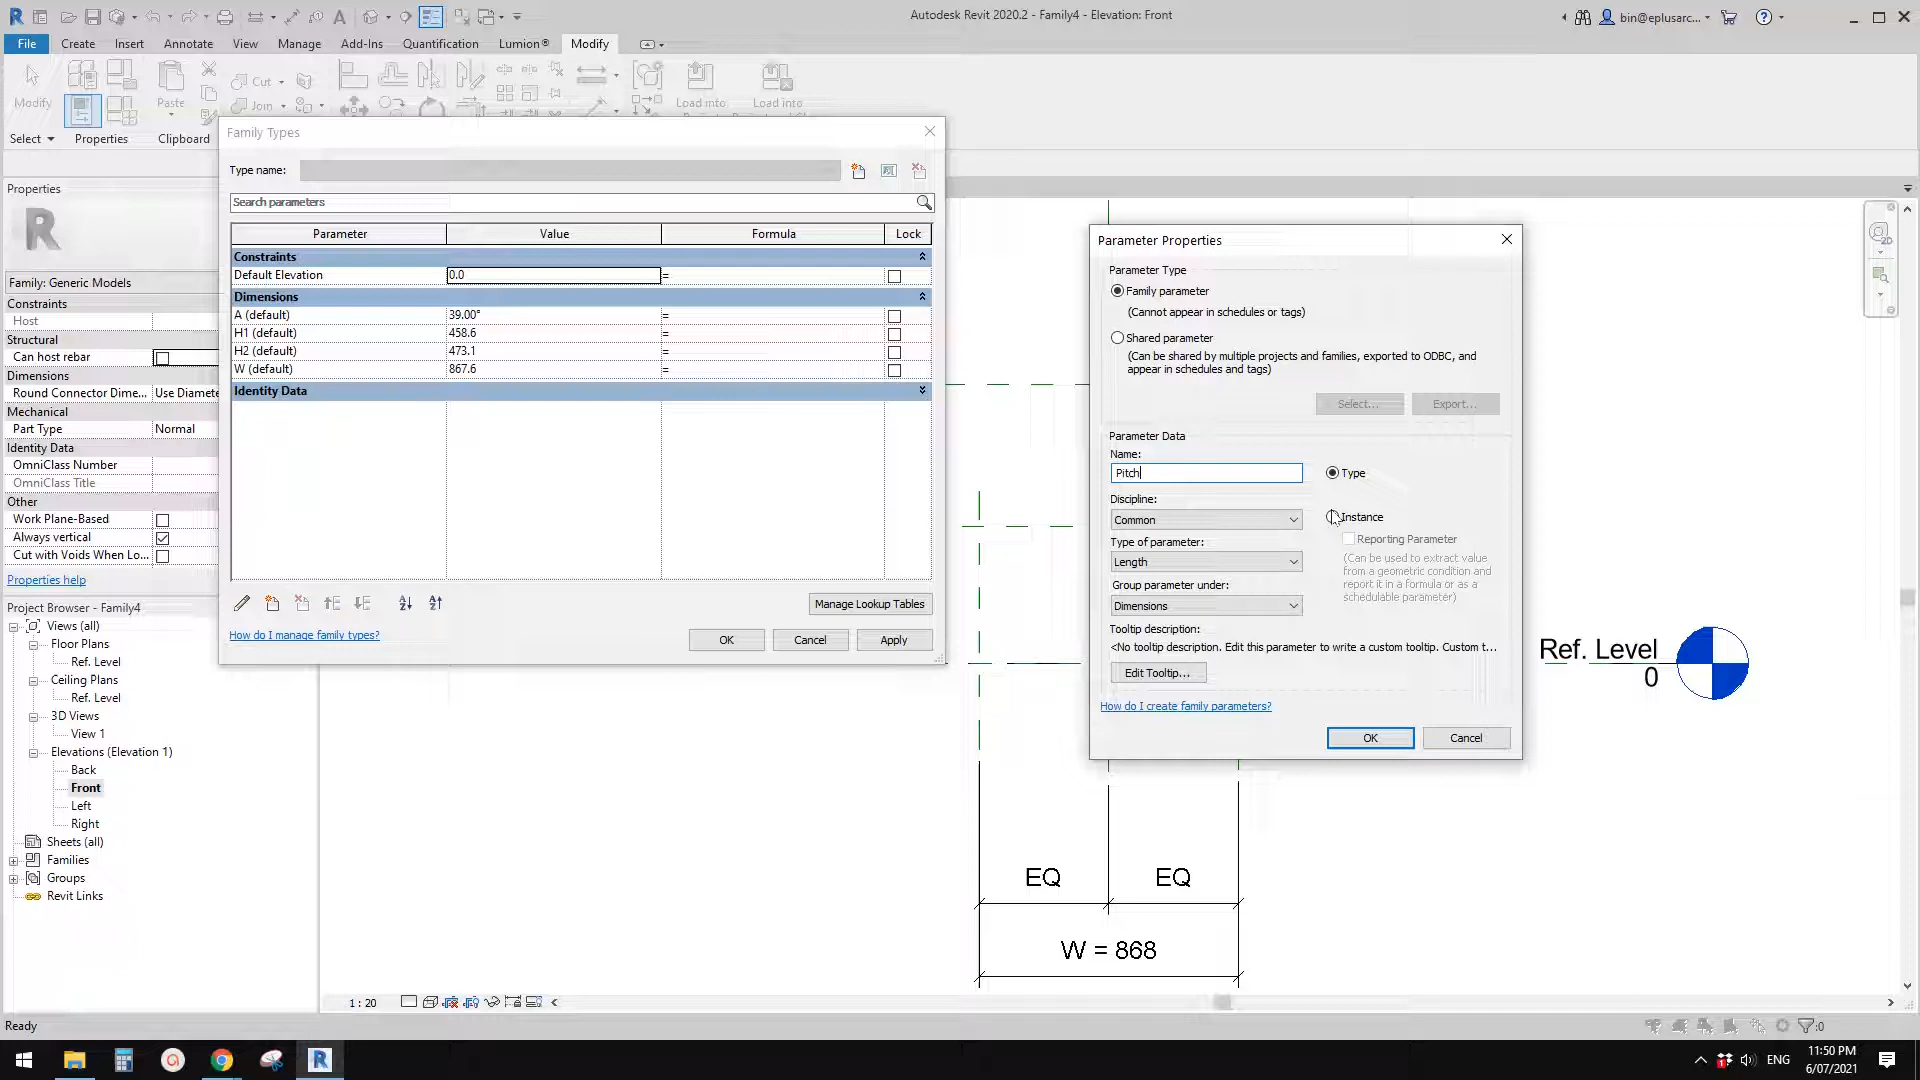 Autodesk Revit 2020.2 - Family4 - Elevation: Front
bin@eplusarc...
File Create Insert Annotate View Manage Add-Ins Quantification Lumion® Modify
Modify
Paste
Cut
Join
Load into
Load into
Select
Properties
Clipboard
Properties
Family: Generic Models
Constraints
Host
Structural
Can host rebar
Dimensions
Round Connector Dime... Use Diamete
Mechanical
Part Type Normal
Identity Data
OmniClass Number
OmniClass Title
Other
Work Plane-Based
Always vertical
Cut with Voids When Lo...
Properties help
Project Browser - Family4
Views (all)
Floor Plans
Ref. Level
Ceiling Plans
Ref. Level
3D Views
View 1
Elevations (Elevation 1)
Back
Front
Left
Right
Sheets (all)
Families
Groups
Revit Links
Family Types
Type name:
Search parameters
Parameter Value Formula Lock
Constraints
Default Elevation 0.0 =
Dimensions
A (default) 39.00° =
H1 (default) 458.6 =
H2 (default) 473.1 =
W (default) 867.6 =
Identity Data
Manage Lookup Tables
How do I manage family types?
OK Cancel Apply
Parameter Properties
Parameter Type
Family parameter
(Cannot appear in schedules or tags)
Shared parameter
(Can be shared by multiple projects and families, exported to ODBC, and
appear in schedules and tags)
Select... Export...
Parameter Data
Name:
Pitch
Type
Discipline:
Common
Instance
Type of parameter:
Length
Reporting Parameter
(Can be used to extract value
from a geometric condition and
report it in a formula or as a
schedulable parameter)
Group parameter under:
Dimensions
Tooltip description:
<No tooltip description. Edit this parameter to write a custom tooltip. Custom t...
Edit Tooltip...
How do I create family parameters?
OK Cancel
Ref. Level
0
EQ EQ
W = 868
1 : 20
Ready
:0
ENG
11:50 PM
6/07/2021